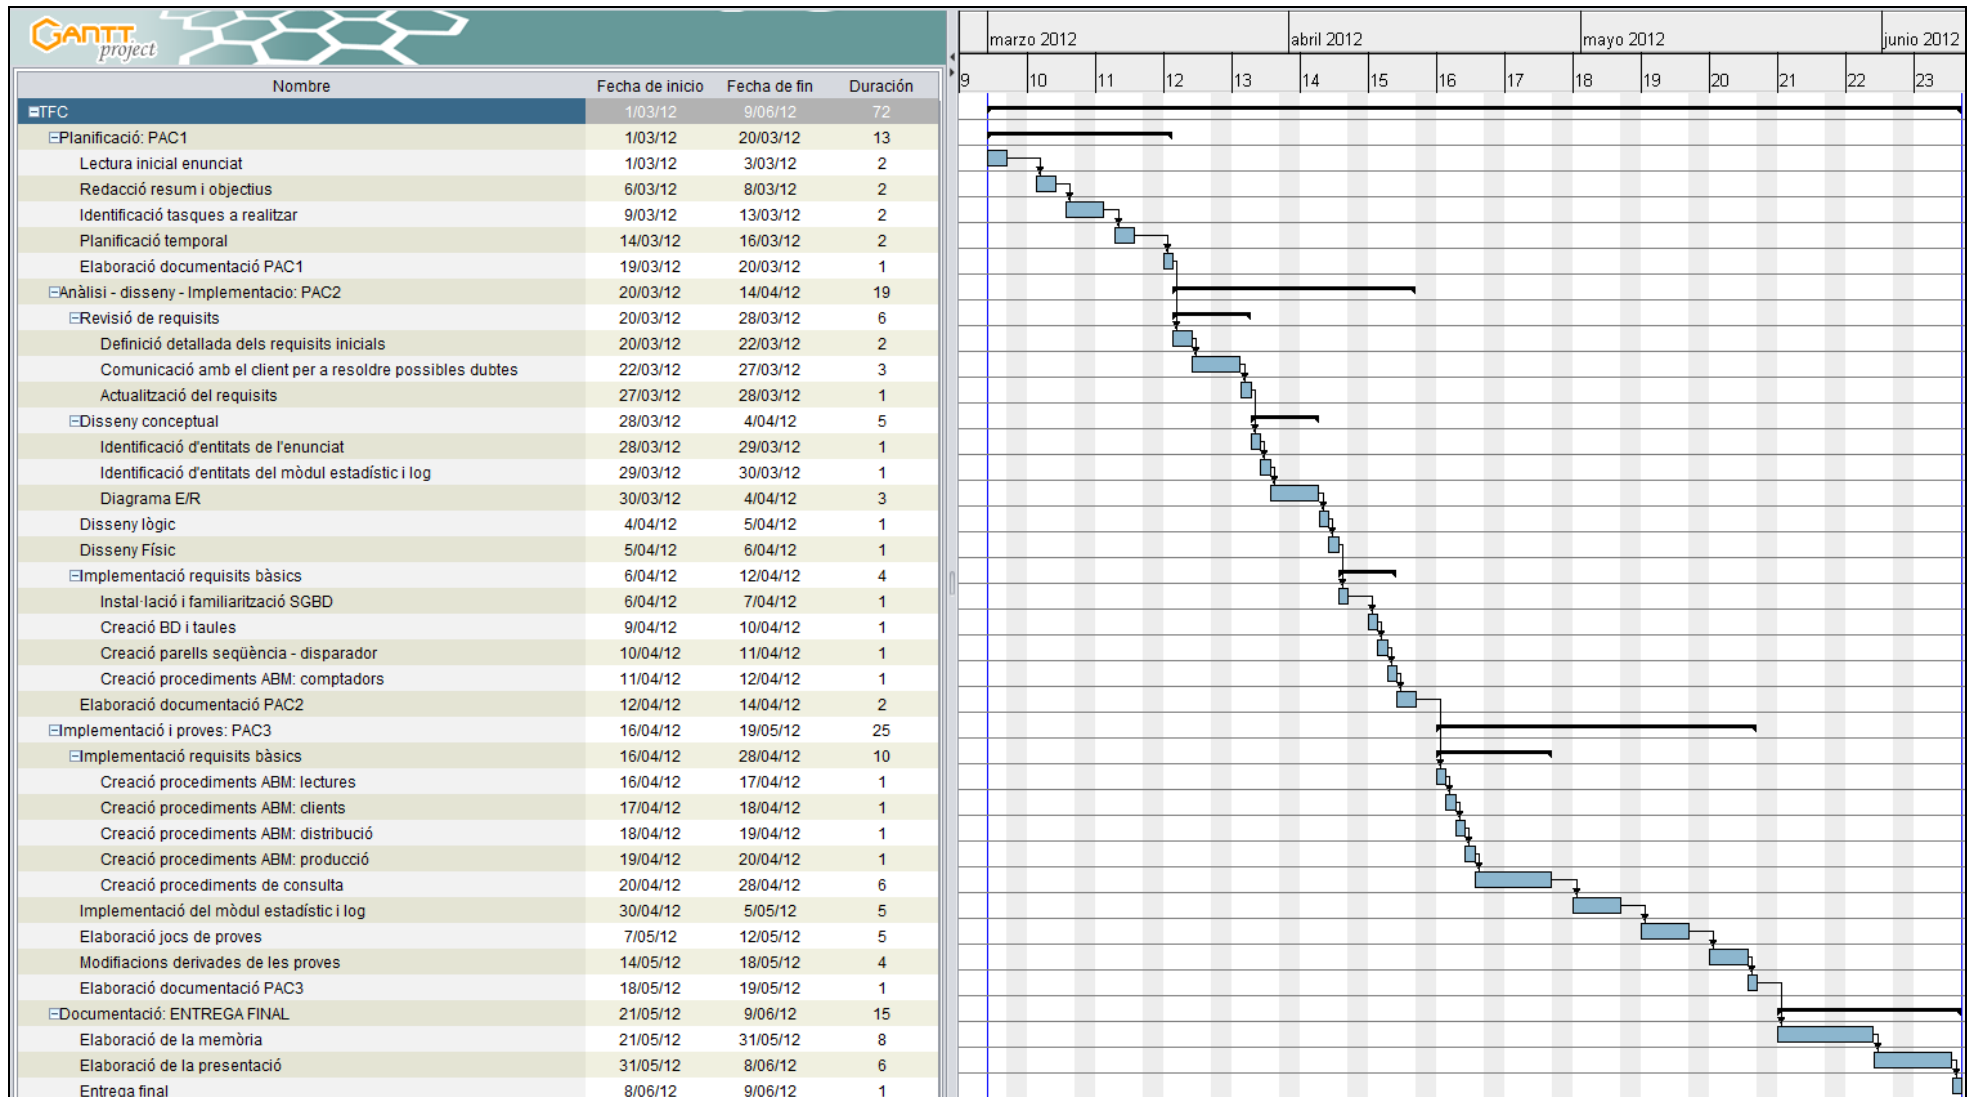 GANTT
project
marzo 2012 abril 2012 mayo 2012 junio 2012
Nombre Fecha de inicio Fecha de fin Duración 9 10 11 12 13 14 15 16 17 18 19 20 21 22 23
TFC 1/03/12 9/06/12 72
Planificació: PAC1 1/03/12 20/03/12 13
Lectura inicial enunciat 1/03/12 3/03/12 2
Redacció resum i objectius 6/03/12 8/03/12 2
Identificació tasques a realitzar 9/03/12 13/03/12 2
Planificació temporal 14/03/12 16/03/12 2
Elaboració documentació PAC1 19/03/12 20/03/12 1
Anàlisi - disseny - Implementacio: PAC2 20/03/12 14/04/12 19
Revisió de requisits 20/03/12 28/03/12 6
Definició detallada dels requisits inicials 20/03/12 22/03/12 2
Comunicació amb el client per a resoldre possibles dubtes 22/03/12 27/03/12 3
Actualització del requisits 27/03/12 28/03/12 1
Disseny conceptual 28/03/12 4/04/12 5
Identificació d'entitats de l'enunciat 28/03/12 29/03/12 1
Identificació d'entitats del mòdul estadístic i log 29/03/12 30/03/12 1
Diagrama E/R 30/03/12 4/04/12 3
Disseny lògic 4/04/12 5/04/12 1
Disseny Físic 5/04/12 6/04/12 1
Implementació requisits bàsics 6/04/12 12/04/12 4
Instal·lació i familiarització SGBD 6/04/12 7/04/12 1
Creació BD i taules 9/04/12 10/04/12 1
Creació parells seqüència - disparador 10/04/12 11/04/12 1
Creació procediments ABM: comptadors 11/04/12 12/04/12 1
Elaboració documentació PAC2 12/04/12 14/04/12 2
Implementació i proves: PAC3 16/04/12 19/05/12 25
Implementació requisits bàsics 16/04/12 28/04/12 10
Creació procediments ABM: lectures 16/04/12 17/04/12 1
Creació procediments ABM: clients 17/04/12 18/04/12 1
Creació procediments ABM: distribució 18/04/12 19/04/12 1
Creació procediments ABM: producció 19/04/12 20/04/12 1
Creació procediments de consulta 20/04/12 28/04/12 6
Implementació del mòdul estadístic i log 30/04/12 5/05/12 5
Elaboració jocs de proves 7/05/12 12/05/12 5
Modifiacions derivades de les proves 14/05/12 18/05/12 4
Elaboració documentació PAC3 18/05/12 19/05/12 1
Documentació: ENTREGA FINAL 21/05/12 9/06/12 15
Elaboració de la memòria 21/05/12 31/05/12 8
Elaboració de la presentació 31/05/12 8/06/12 6
Entrega final 8/06/12 9/06/12 1